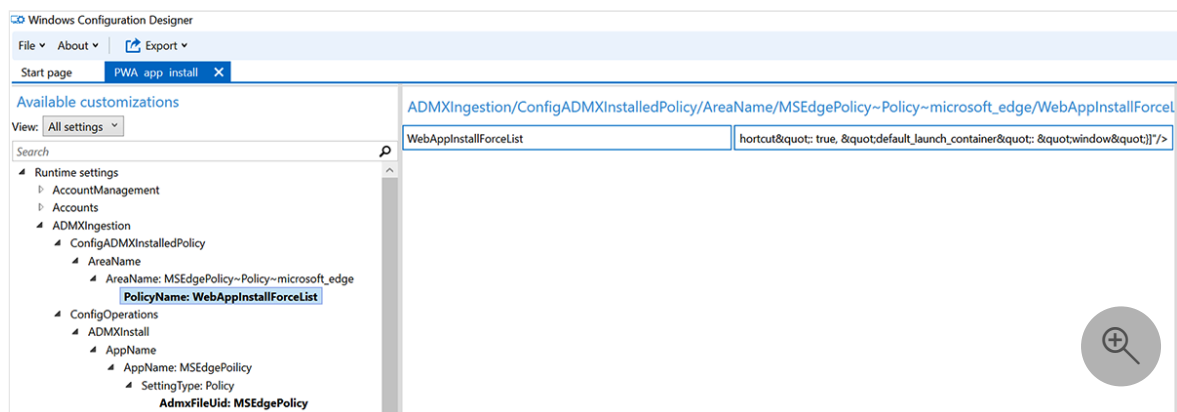 Windows Configuration Designer
File About Export
Start page PWA app install X
Available customizations
View: All settings
Search
Runtime settings
AccountManagement
Accounts
ADMXIngestion
ConfigADMXInstalledPolicy
AreaName
AreaName: MSEdgePolicy~Policy~microsoft_edge
PolicyName: WebAppInstallForceList
ConfigOperations
ADMXInstall
AppName
AppName: MSEdgePoilicy
SettingType: Policy
AdmxFileUid: MSEdgePolicy
ADMXIngestion/ConfigADMXInstalledPolicy/AreaName/MSEdgePolicy~Policy~microsoft_edge/WebAppInstallForceL
WebAppInstallForceList hortcut&quot;: true, &quot;default_launch_container&quot;: &quot;window&quot;}]"/>